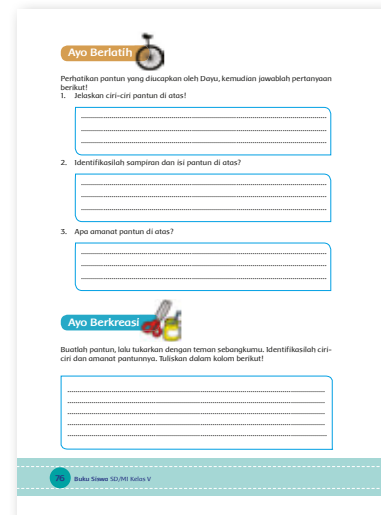 Ayo Berlatih
Perhatikan pantun yang diucapkan oleh Dayu, kemudian jawablah pertanyaan
berikut!
1. Jelaskan ciri-ciri pantun di atas!
2. Identifikasilah sampiran dan isi pantun di atas?
3. Apa amanat pantun di atas?
Ayo Berkreasi
Buatlah pantun, lalu tukarkan dengan teman sebangkumu. Identifikasilah ciri-
ciri dan amanat pantunnya. Tuliskan dalam kolom berikut!
76 Buku Siswa SD/MI Kelas V